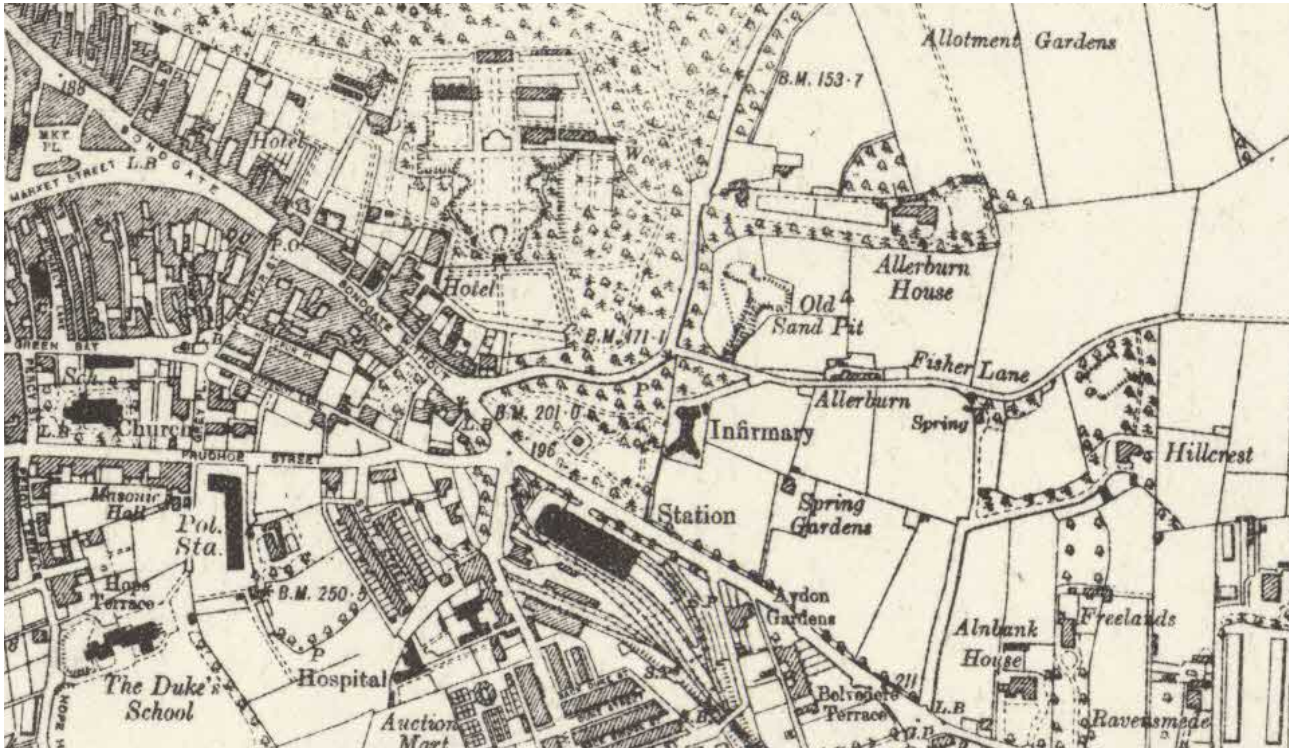 Allotment Gardens
B.M. 153·7
188
BONDGATE
Hotel
MKT.
PL.
L.B
MARKET STREET
W
P.O
Allerburn
House
Hotel
BONDGATE
Old
Sand Pit
B.M. 171
GREEN BAT
Fisher Lane
PERCY ST
Sch.
P
Allerburn
B.M. 201·0
L.B
Church
L.B
Infirmary
Spring
196
Hillcrest
PRUDHOE STREET
Masonic
Hall
Pol.
Sta.
Station
Spring
Gardens
Hope
Terrace
B.M. 250·5
Aydon
Gardens
Freelands
Alnbank
House
P
Hospital
The Duke's
School
211
Belvedere
Terrace
L.B
Auction
Mart
Ravensmede